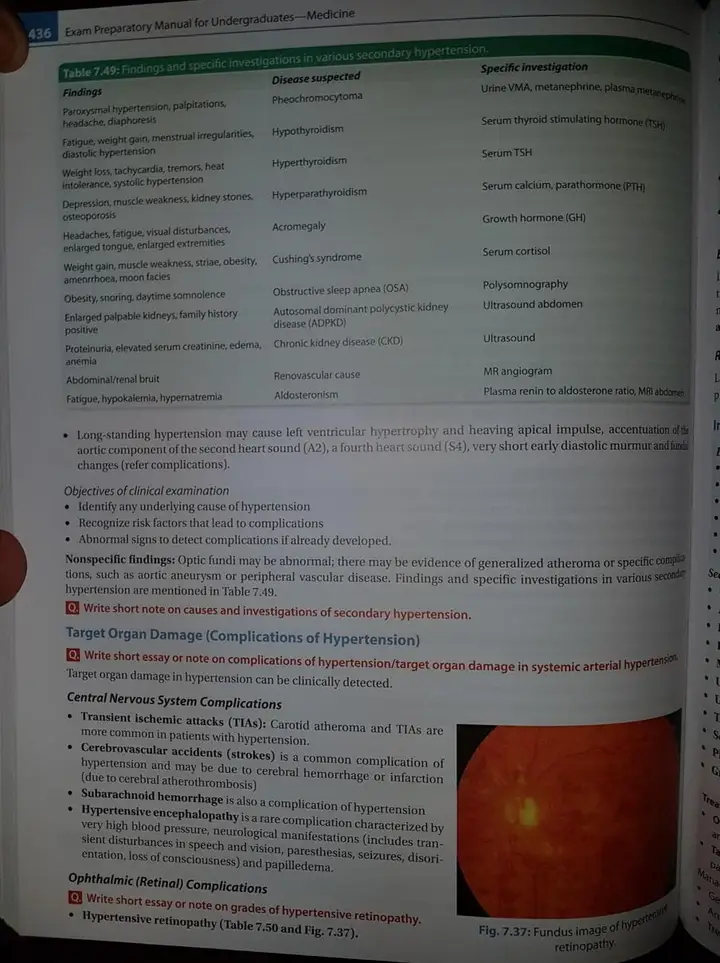 436 Exam Preparatory Manual for Undergraduates—Medicine
Table 7.49: Findings and specific investigations in various secondary hypertension.
Findings Disease suspected Specific investigation
Paroxysmal hypertension, palpitations, Pheochromocytoma Urine VMA, metanephrine, plasma metanephrine
headache, diaphoresis
Fatigue, weight gain, menstrual irregularities, Hypothyroidism Serum thyroid stimulating hormone (TSH)
diastolic hypertension
Weight loss, tachycardia, tremors, heat Hyperthyroidism Serum TSH
intolerance, systolic hypertension
Depression, muscle weakness, kidney stones, Hyperparathyroidism Serum calcium, parathormone (PTH)
osteoporosis
Headaches, fatigue, visual disturbances, Acromegaly Growth hormone (GH)
enlarged tongue, enlarged extremities
Weight gain, muscle weakness, striae, obesity, Cushing's syndrome Serum cortisol
amenrrhoea, moon facies
Obesity, snoring, daytime somnolence Obstructive sleep apnea (OSA) Polysomnography
Enlarged palpable kidneys, family history Autosomal dominant polycystic kidney Ultrasound abdomen
positive disease (ADPKD)
Proteinuria, elevated serum creatinine, edema, Chronic kidney disease (CKD) Ultrasound
anemia
Abdominal/renal bruit Renovascular cause MR angiogram
Fatigue, hypokalemia, hypernatremia Aldosteronism Plasma renin to aldosterone ratio, MRI abdomen
• Long-standing hypertension may cause left ventricular hypertrophy and heaving apical impulse, accentuation of the
aortic component of the second heart sound (A2), a fourth heart sound (S4), very short early diastolic murmur and fundal
changes (refer complications).
Objectives of clinical examination
• Identify any underlying cause of hypertension
• Recognize risk factors that lead to complications
• Abnormal signs to detect complications if already developed.
Nonspecific findings: Optic fundi may be abnormal; there may be evidence of generalized atheroma or specific complica-
tions, such as aortic aneurysm or peripheral vascular disease. Findings and specific investigations in various secondary
hypertension are mentioned in Table 7.49.
Q. Write short note on causes and investigations of secondary hypertension.
Target Organ Damage (Complications of Hypertension)
Q. Write short essay or note on complications of hypertension/target organ damage in systemic arterial hypertension.
Target organ damage in hypertension can be clinically detected.
Central Nervous System Complications
• Transient ischemic attacks (TIAs): Carotid atheroma and TIAs are
more common in patients with hypertension.
• Cerebrovascular accidents (strokes) is a common complication of
hypertension and may be due to cerebral hemorrhage or infarction
(due to cerebral atherothrombosis)
• Subarachnoid hemorrhage is also a complication of hypertension
• Hypertensive encephalopathy is a rare complication characterized by
very high blood pressure, neurological manifestations (includes tran-
sient disturbances in speech and vision, paresthesias, seizures, disori-
entation, loss of consciousness) and papilledema.
Ophthalmic (Retinal) Complications
Q. Write short essay or note on grades of hypertensive retinopathy.
• Hypertensive retinopathy (Table 7.50 and Fig. 7.37).
Fig. 7.37: Fundus image of hypertensive
retinopathy.